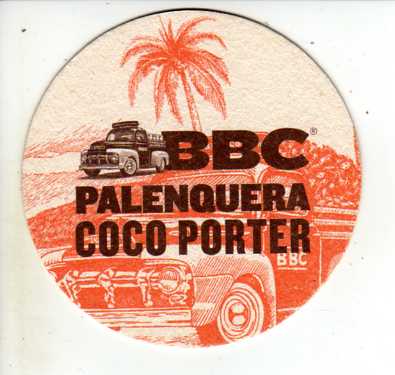 BBC®
PALENQUERA
COCO PORTER
BBC